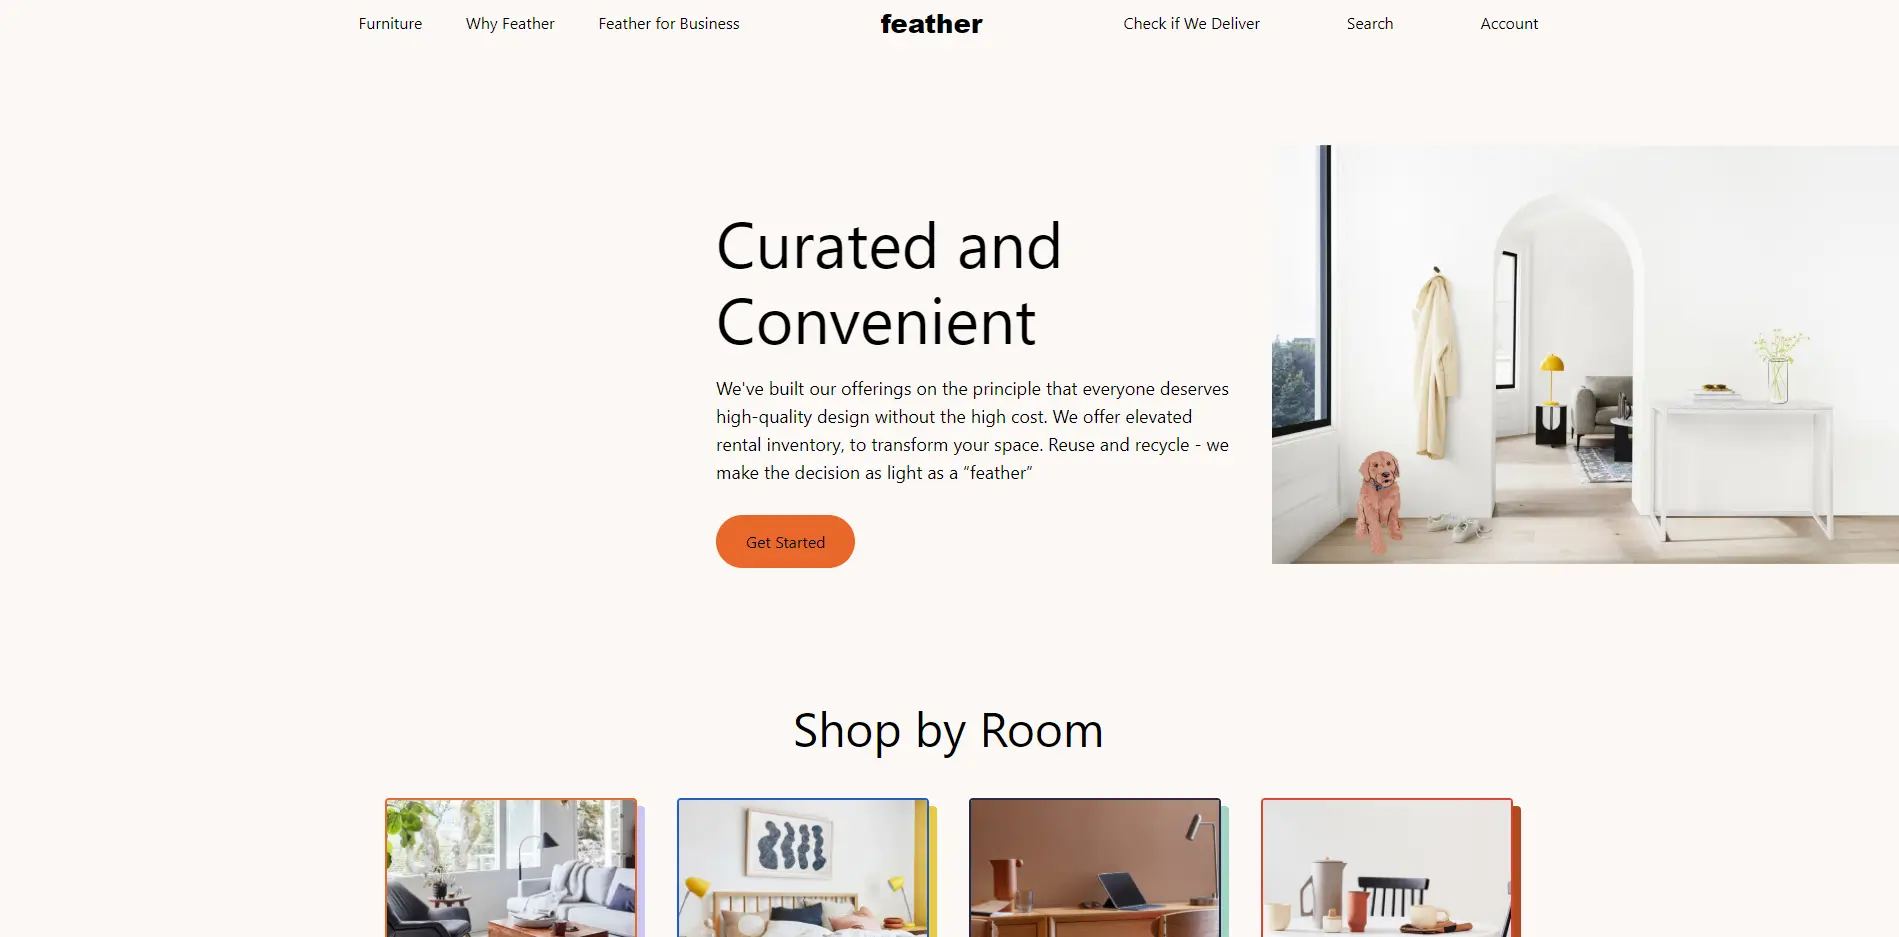 Furniture
Why Feather
Feather for Business
feather
Check if We Deliver
Search
Account
Curated and
Convenient
We've built our offerings on the principle that everyone deserves
high-quality design without the high cost. We offer elevated
rental inventory, to transform your space. Reuse and recycle - we
make the decision as light as a “feather”
Get Started
Shop by Room